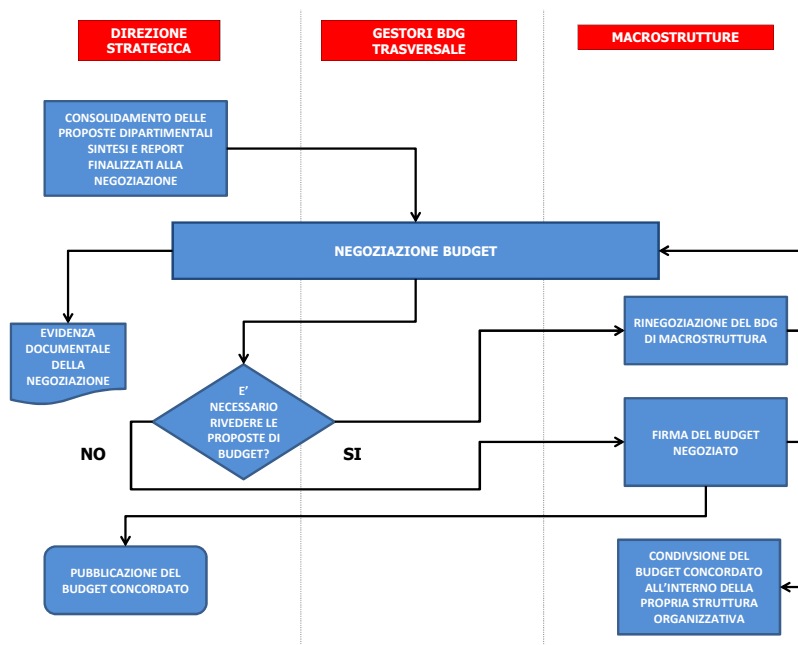 DIREZIONE
STRATEGICA
GESTORI BDG
TRASVERSALE
MACROSTRUTTURE
CONSOLIDAMENTO DELLE
PROPOSTE DIPARTIMENTALI
SINTESI E REPORT
FINALIZZATI ALLA
NEGOZIAZIONE
NEGOZIAZIONE BUDGET
EVIDENZA
DOCUMENTALE
DELLA
NEGOZIAZIONE
RINEGOZIAZIONE DEL BDG
DI MACROSTRUTTURA
E’
NECESSARIO
RIVEDERE LE
PROPOSTE DI
BUDGET?
NO
SI
FIRMA DEL BUDGET
NEGOZIATO
PUBBLICAZIONE DEL
BUDGET CONCORDATO
CONDIVSIONE DEL
BUDGET CONCORDATO
ALL’INTERNO DELLA
PROPRIA STRUTTURA
ORGANIZZATIVA